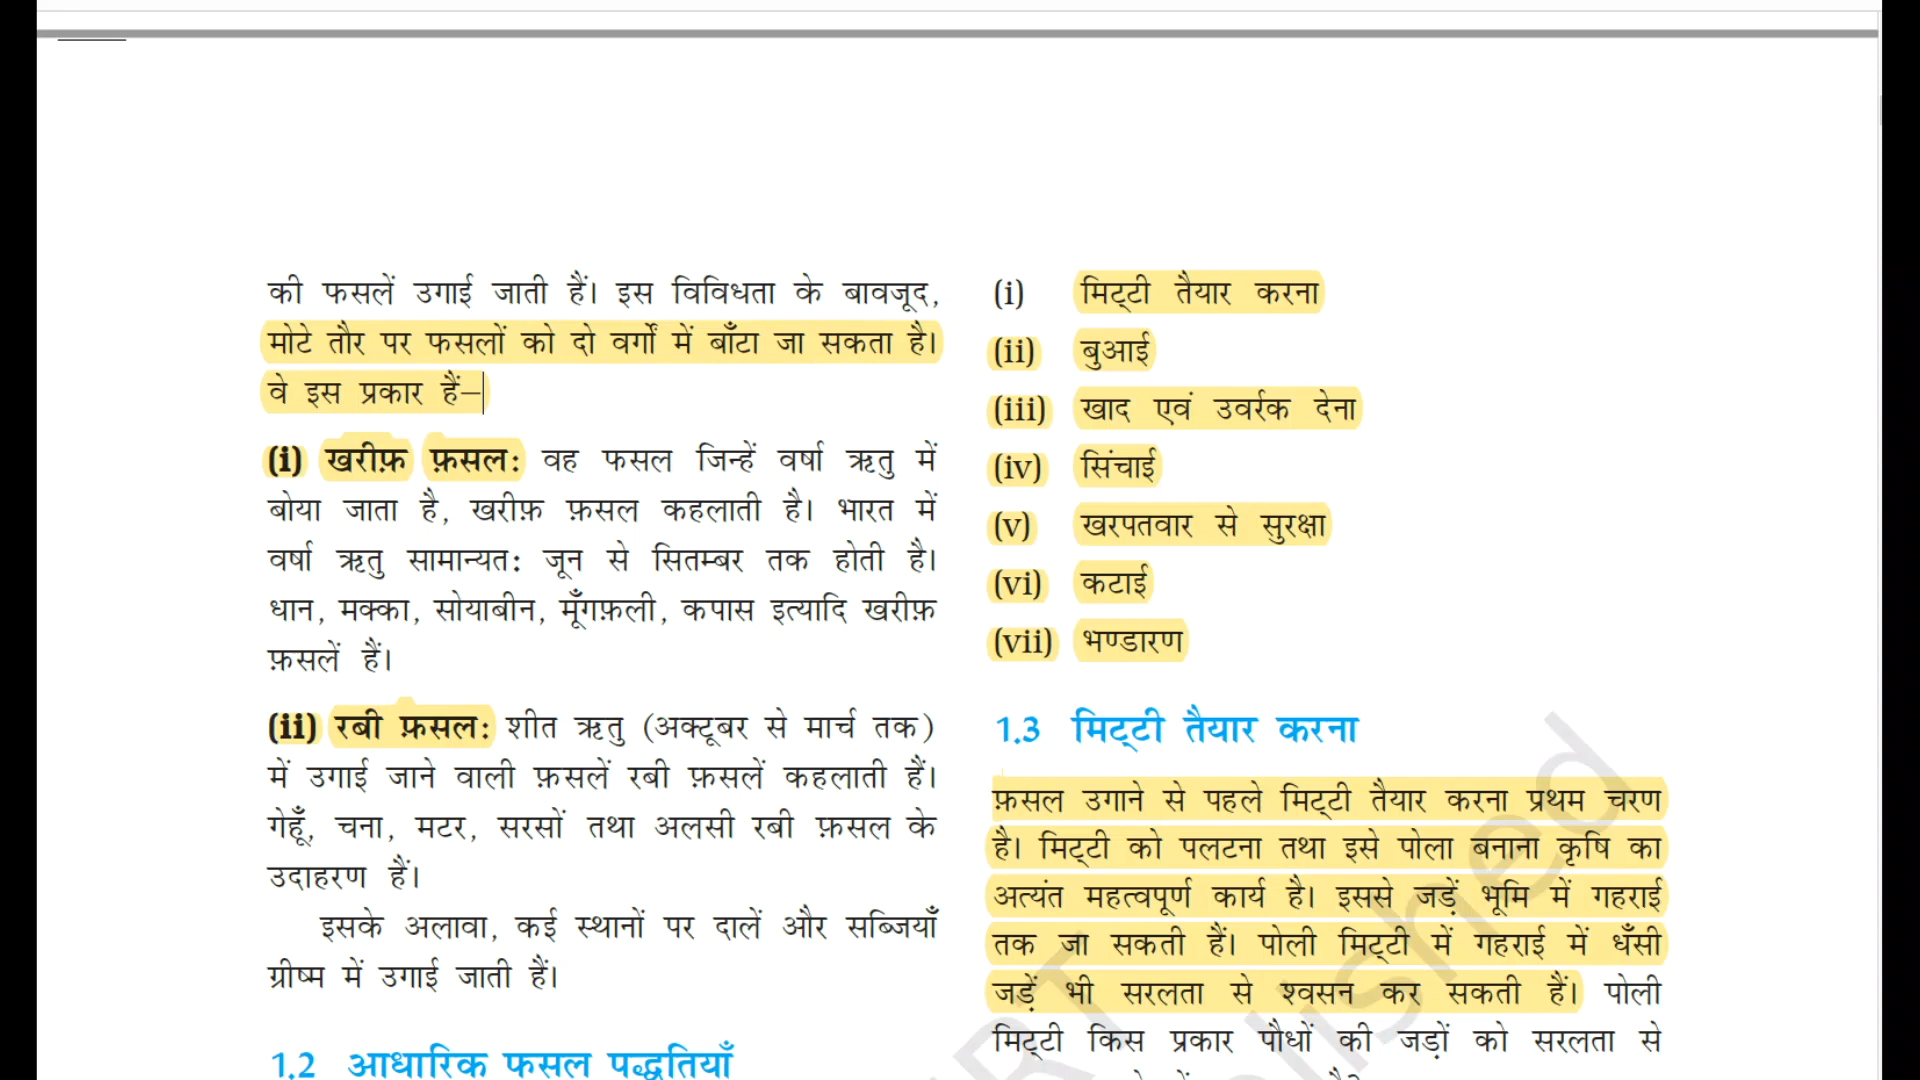 की फसलें उगाई जाती हैं। इस विविधता के बावजूद,
मोटे तौर पर फसलों को दो वर्गों में बाँटा जा सकता है।
वे इस प्रकार हैं–
(i) खरीफ़ फ़सल: वह फसल जिन्हें वर्षा ऋतु में
बोया जाता है, खरीफ़ फ़सल कहलाती है। भारत में
वर्षा ऋतु सामान्यत: जून से सितम्बर तक होती है।
धान, मक्का, सोयाबीन, मूँगफ़ली, कपास इत्यादि खरीफ़
फ़सलें हैं।
(ii) रबी फ़सल: शीत ऋतु (अक्टूबर से मार्च तक)
में उगाई जाने वाली फ़सलें रबी फ़सलें कहलाती हैं।
गेहूँ, चना, मटर, सरसों तथा अलसी रबी फ़सल के
उदाहरण हैं।
इसके अलावा, कई स्थानों पर दालें और सब्जियाँ
ग्रीष्म में उगाई जाती हैं।
1.2 आधारिक फसल पद्धतियाँ
(i) मिट्टी तैयार करना
(ii) बुआई
(iii) खाद एवं उवर्रक देना
(iv) सिंचाई
(v) खरपतवार से सुरक्षा
(vi) कटाई
(vii) भण्डारण
1.3 मिट्टी तैयार करना
फ़सल उगाने से पहले मिट्टी तैयार करना प्रथम चरण
है। मिट्टी को पलटना तथा इसे पोला बनाना कृषि का
अत्यंत महत्वपूर्ण कार्य है। इससे जड़ें भूमि में गहराई
तक जा सकती हैं। पोली मिट्टी में गहराई में धँसी
जड़ें भी सरलता से श्वसन कर सकती हैं। पोली
मिट्टी किस प्रकार पौधों की जड़ों को सरलता से